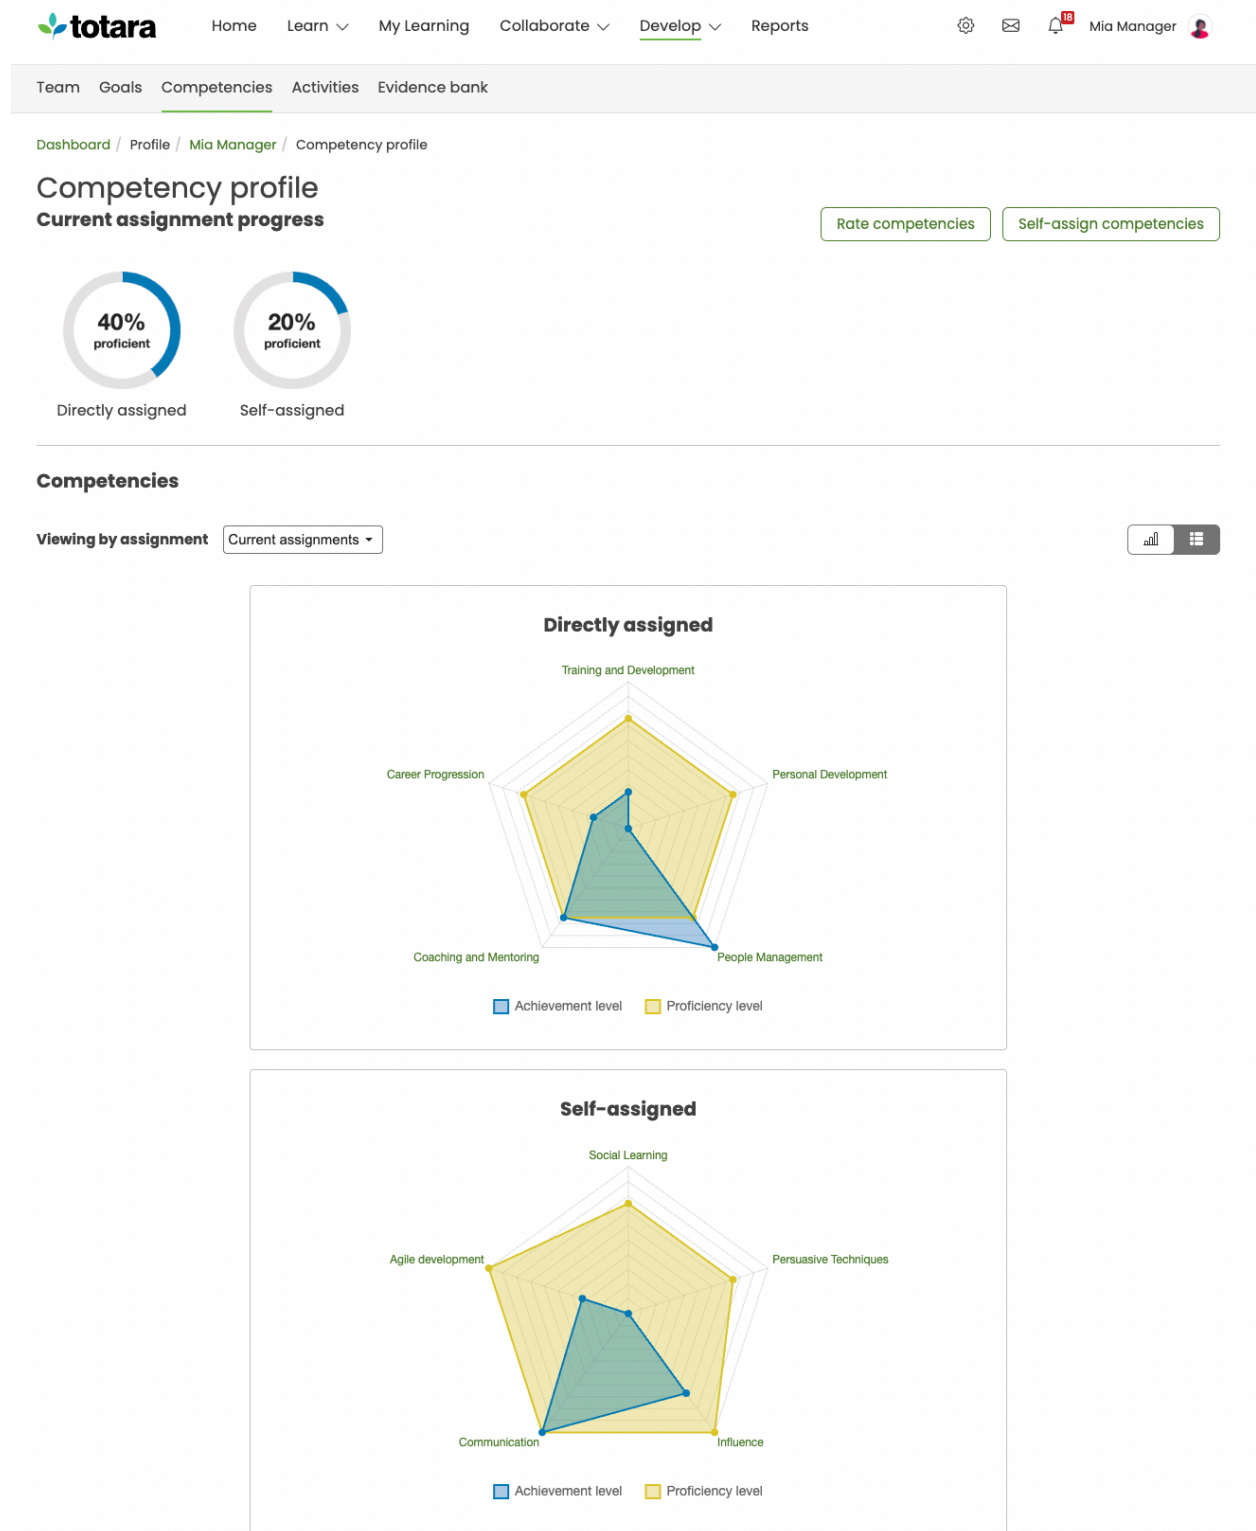 totara Home Learn My Learning Collaborate Develop Reports 18 Mia Manager
Team Goals Competencies Activities Evidence bank
Dashboard / Profile / Mia Manager / Competency profile
Competency profile
Current assignment progress
Rate competencies Self-assign competencies
40% 20%
proficient proficient
Directly assigned Self-assigned
Competencies
Viewing by assignment Current assignments
Directly assigned
Training and Development
Career Progression Personal Development
Coaching and Mentoring People Management
Achievement level Proficiency level
Self-assigned
Social Learning
Agile development Persuasive Techniques
Communication Influence
Achievement level Proficiency level